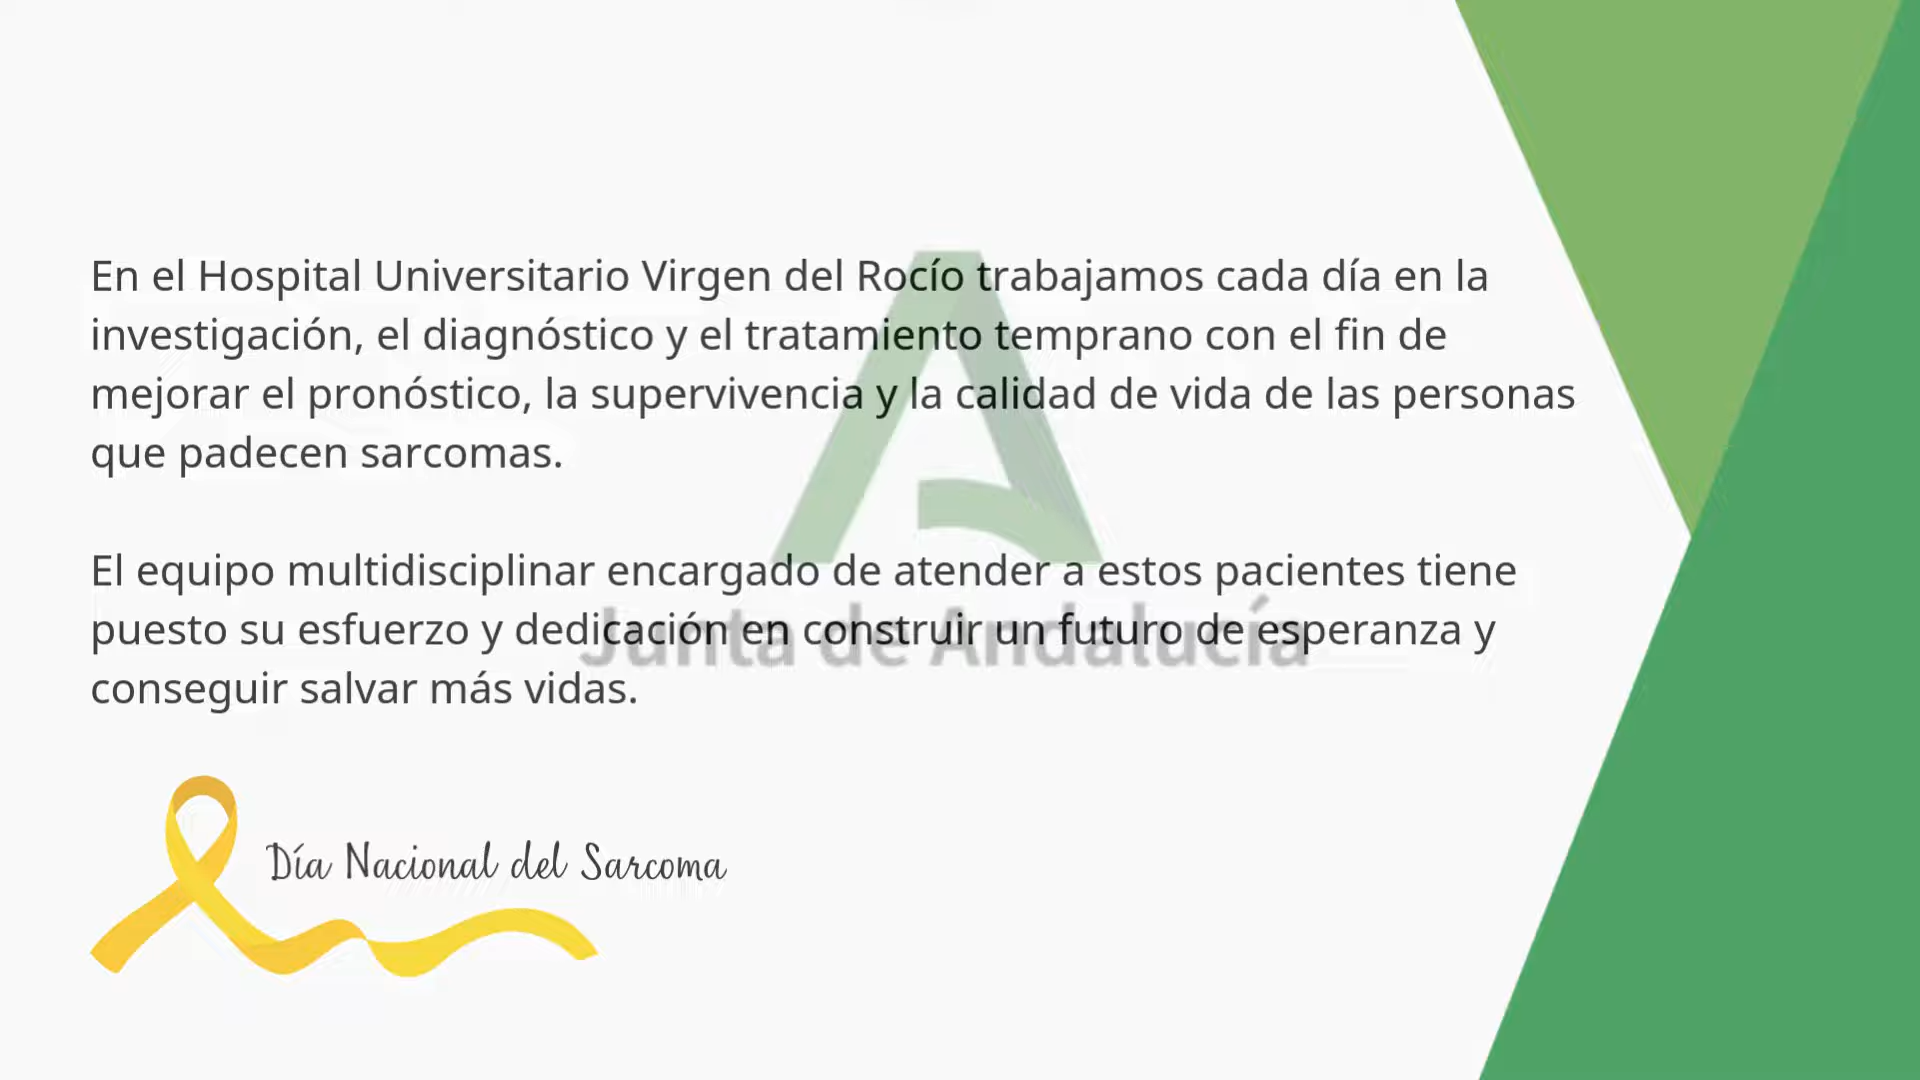 En el Hospital Universitario Virgen del Rocío trabajamos cada día en la
investigación, el diagnóstico y el tratamiento temprano con el fin de
mejorar el pronóstico, la supervivencia y la calidad de vida de las personas
que padecen sarcomas.
El equipo multidisciplinar encargado de atender a estos pacientes tiene
puesto su esfuerzo y dedicación en construir un futuro de esperanza y
Junta de Andalucía
conseguir salvar más vidas.
Día Nacional del Sarcoma